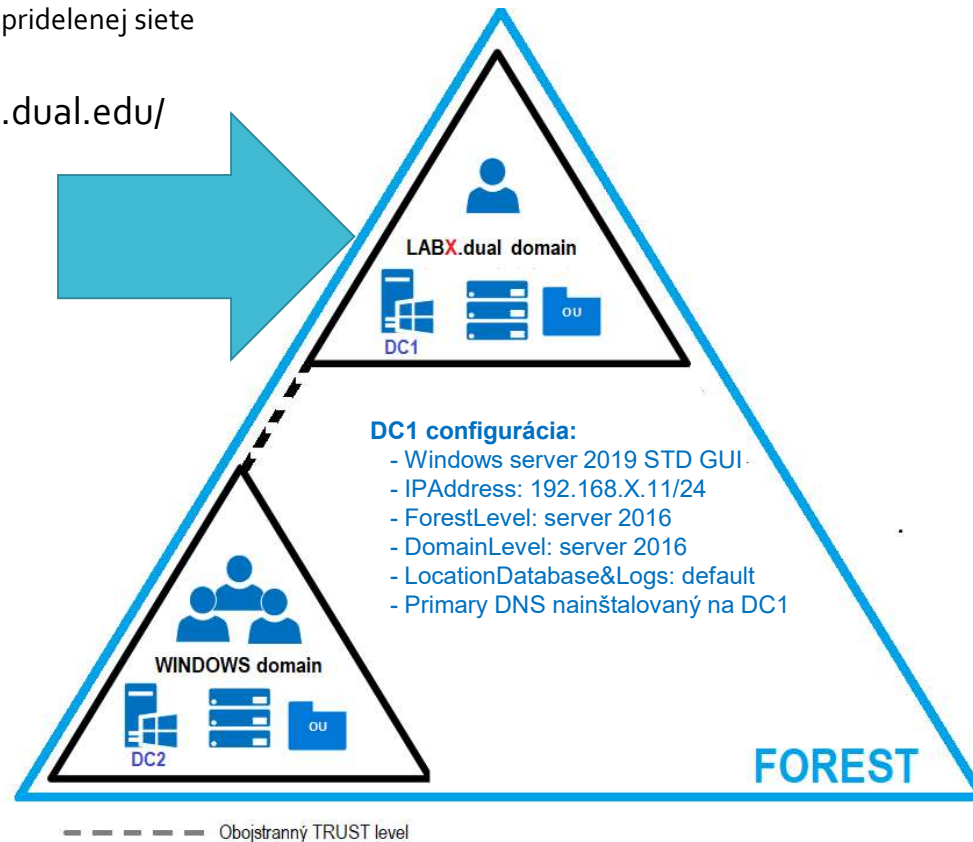 pridelenej siete
.dual.edu/
LABX.dual domain
OU
DC1
DC1 configurácia:
- Windows server 2019 STD GUI
- IPAddress: 192.168.X.11/24
- ForestLevel: server 2016
- DomainLevel: server 2016
- LocationDatabase&Logs: default
- Primary DNS nainštalovaný na DC1
WINDOWS domain
OU
DC2
FOREST
Obojstranný TRUST level